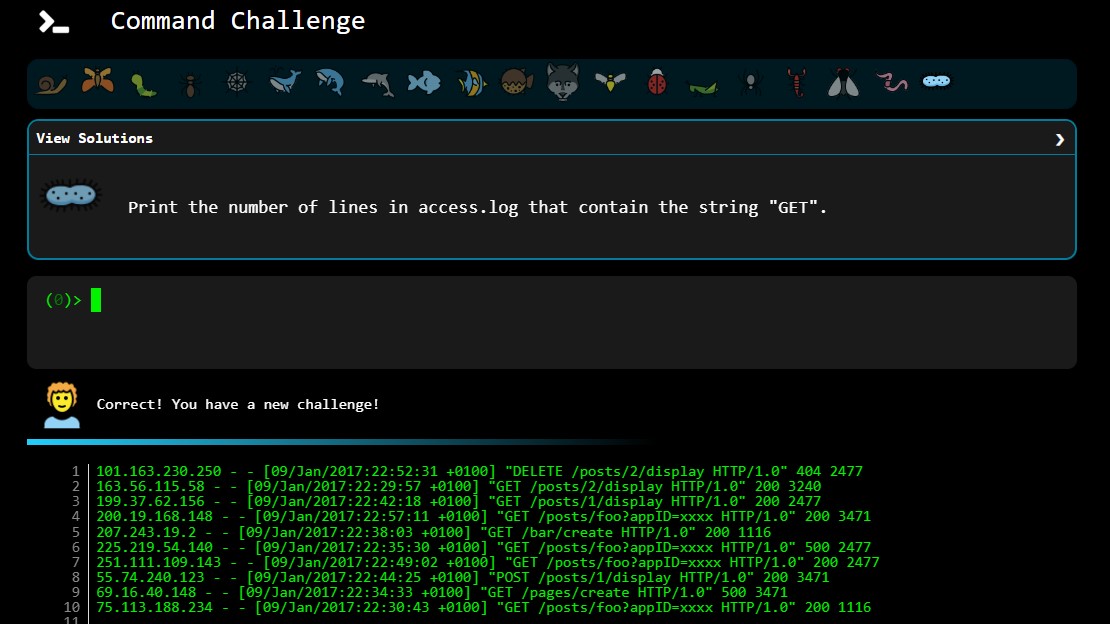 Command Challenge
View Solutions
Print the number of lines in access.log that contain the string "GET".
(0)>
Correct! You have a new challenge!
1 101.163.230.250 - - [09/Jan/2017:22:52:31 +0100] "DELETE /posts/2/display HTTP/1.0" 404 2477
2 163.56.115.58 - - [09/Jan/2017:22:29:57 +0100] "GET /posts/2/display HTTP/1.0" 200 3240
3 199.37.62.156 - - [09/Jan/2017:22:42:18 +0100] "GET /posts/1/display HTTP/1.0" 200 2477
4 200.19.168.148 - - [09/Jan/2017:22:57:11 +0100] "GET /posts/foo?appID=xxxx HTTP/1.0" 200 3471
5 207.243.19.2 - - [09/Jan/2017:22:38:03 +0100] "GET /bar/create HTTP/1.0" 200 1116
6 225.219.54.140 - - [09/Jan/2017:22:35:30 +0100] "GET /posts/foo?appID=xxxx HTTP/1.0" 500 2477
7 251.111.109.143 - - [09/Jan/2017:22:49:02 +0100] "GET /posts/foo?appID=xxxx HTTP/1.0" 200 2477
8 55.74.240.123 - - [09/Jan/2017:22:44:25 +0100] "POST /posts/1/display HTTP/1.0" 200 3471
9 69.16.40.148 - - [09/Jan/2017:22:34:33 +0100] "GET /pages/create HTTP/1.0" 500 3471
10 75.113.188.234 - - [09/Jan/2017:22:30:43 +0100] "GET /posts/foo?appID=xxxx HTTP/1.0" 200 1116
11